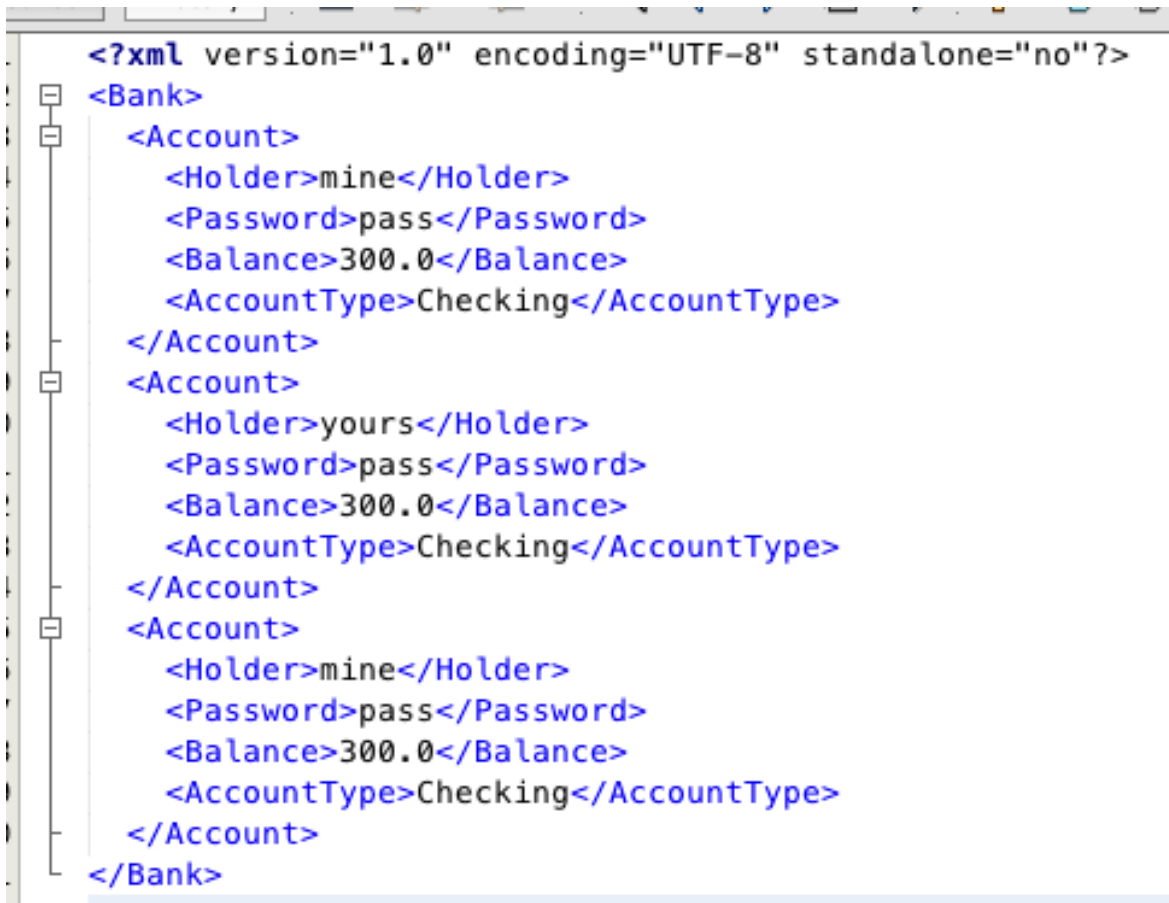 <?xml version="1.0" encoding="UTF-8" standalone="no"?>
<Bank>
<Account>
<Holder>mine</Holder>
<Password>pass</Password>
<Balance>300.0</Balance>
<AccountType>Checking</AccountType>
</Account>
<Account>
<Holder>yours</Holder>
<Password>pass</Password>
<Balance>300.0</Balance>
<AccountType>Checking</AccountType>
</Account>
<Account>
<Holder>mine</Holder>
<Password>pass</Password>
<Balance>300.0</Balance>
<AccountType>Checking</AccountType>
</Account>
</Bank>